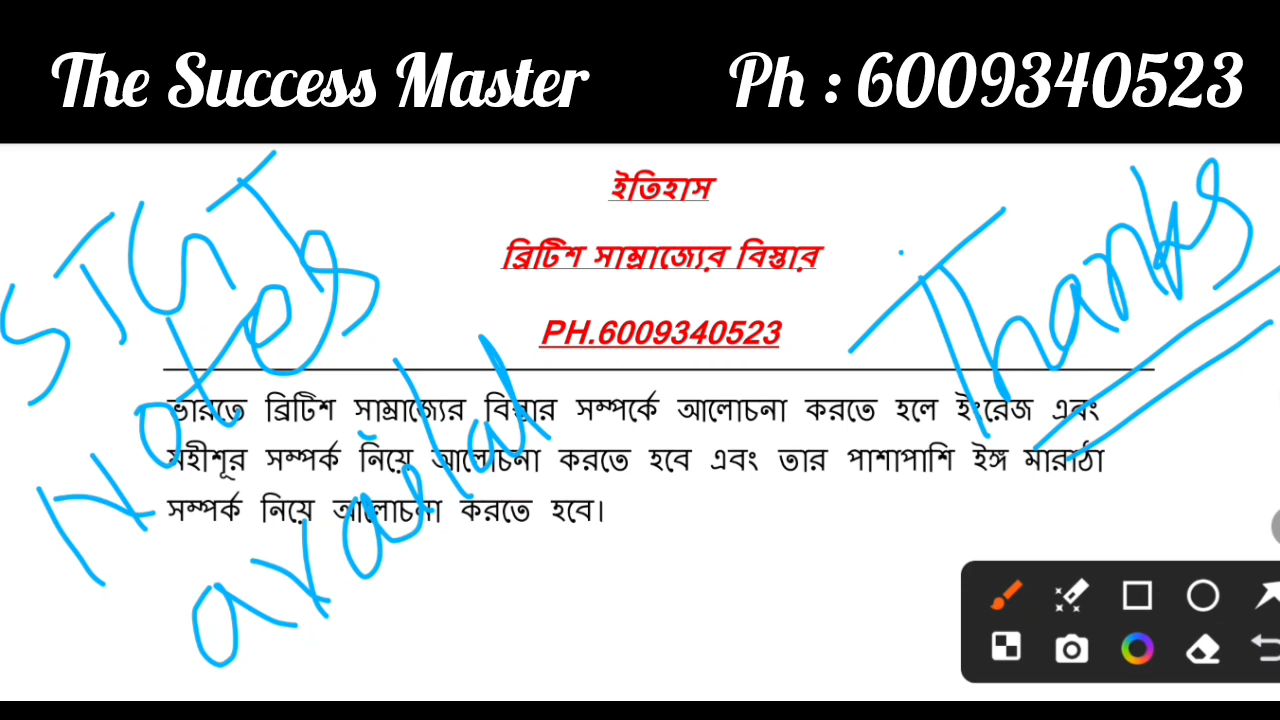 The Success Master Ph : 6009340523
ইতিহাস
ব্রিটিশ সাম্রাজ্যের বিস্তার
PH.6009340523
ভারতে ব্রিটিশ সাম্রাজ্যের বিস্তার সম্পর্কে আলোচনা করতে হলে ইংরেজ এবং
মহীশূর সম্পর্ক নিয়ে আলোচনা করতে হবে এবং তার পাশাপাশি ইঙ্গ মারাঠা
সম্পর্ক নিয়ে আলোচনা করতে হবে।
STGT
Notes
availal
Thanks